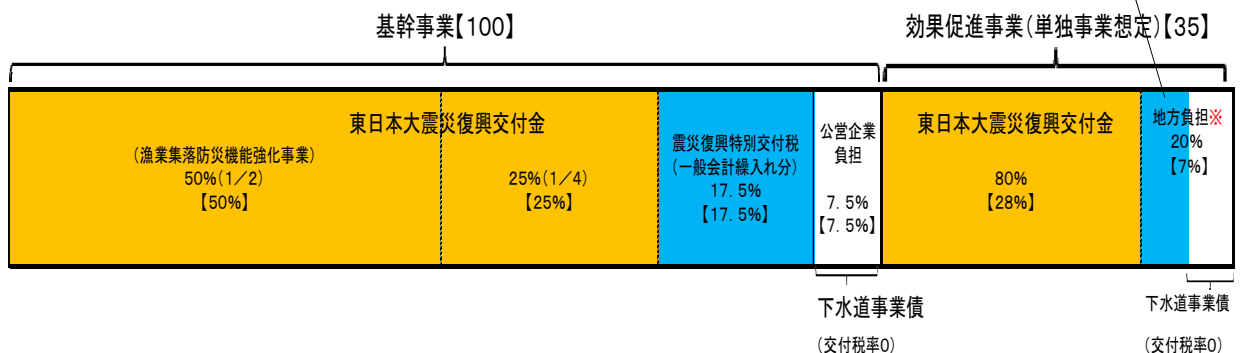 基幹事業【100】
効果促進事業(単独事業想定)【35】
東日本大震災復興交付金
(漁業集落防災機能強化事業)
50%(1/2)
【50%】
25%(1/4)
【25%】
震災復興特別交付税
(一般会計繰入れ分)
17.5%
【17.5%】
公営企業
負担
7.5%
【7.5%】
東日本大震災復興交付金
80%
【28%】
地方負担※
20%
【7%】
下水道事業債
(交付税率0)
下水道事業債
(交付税率0)